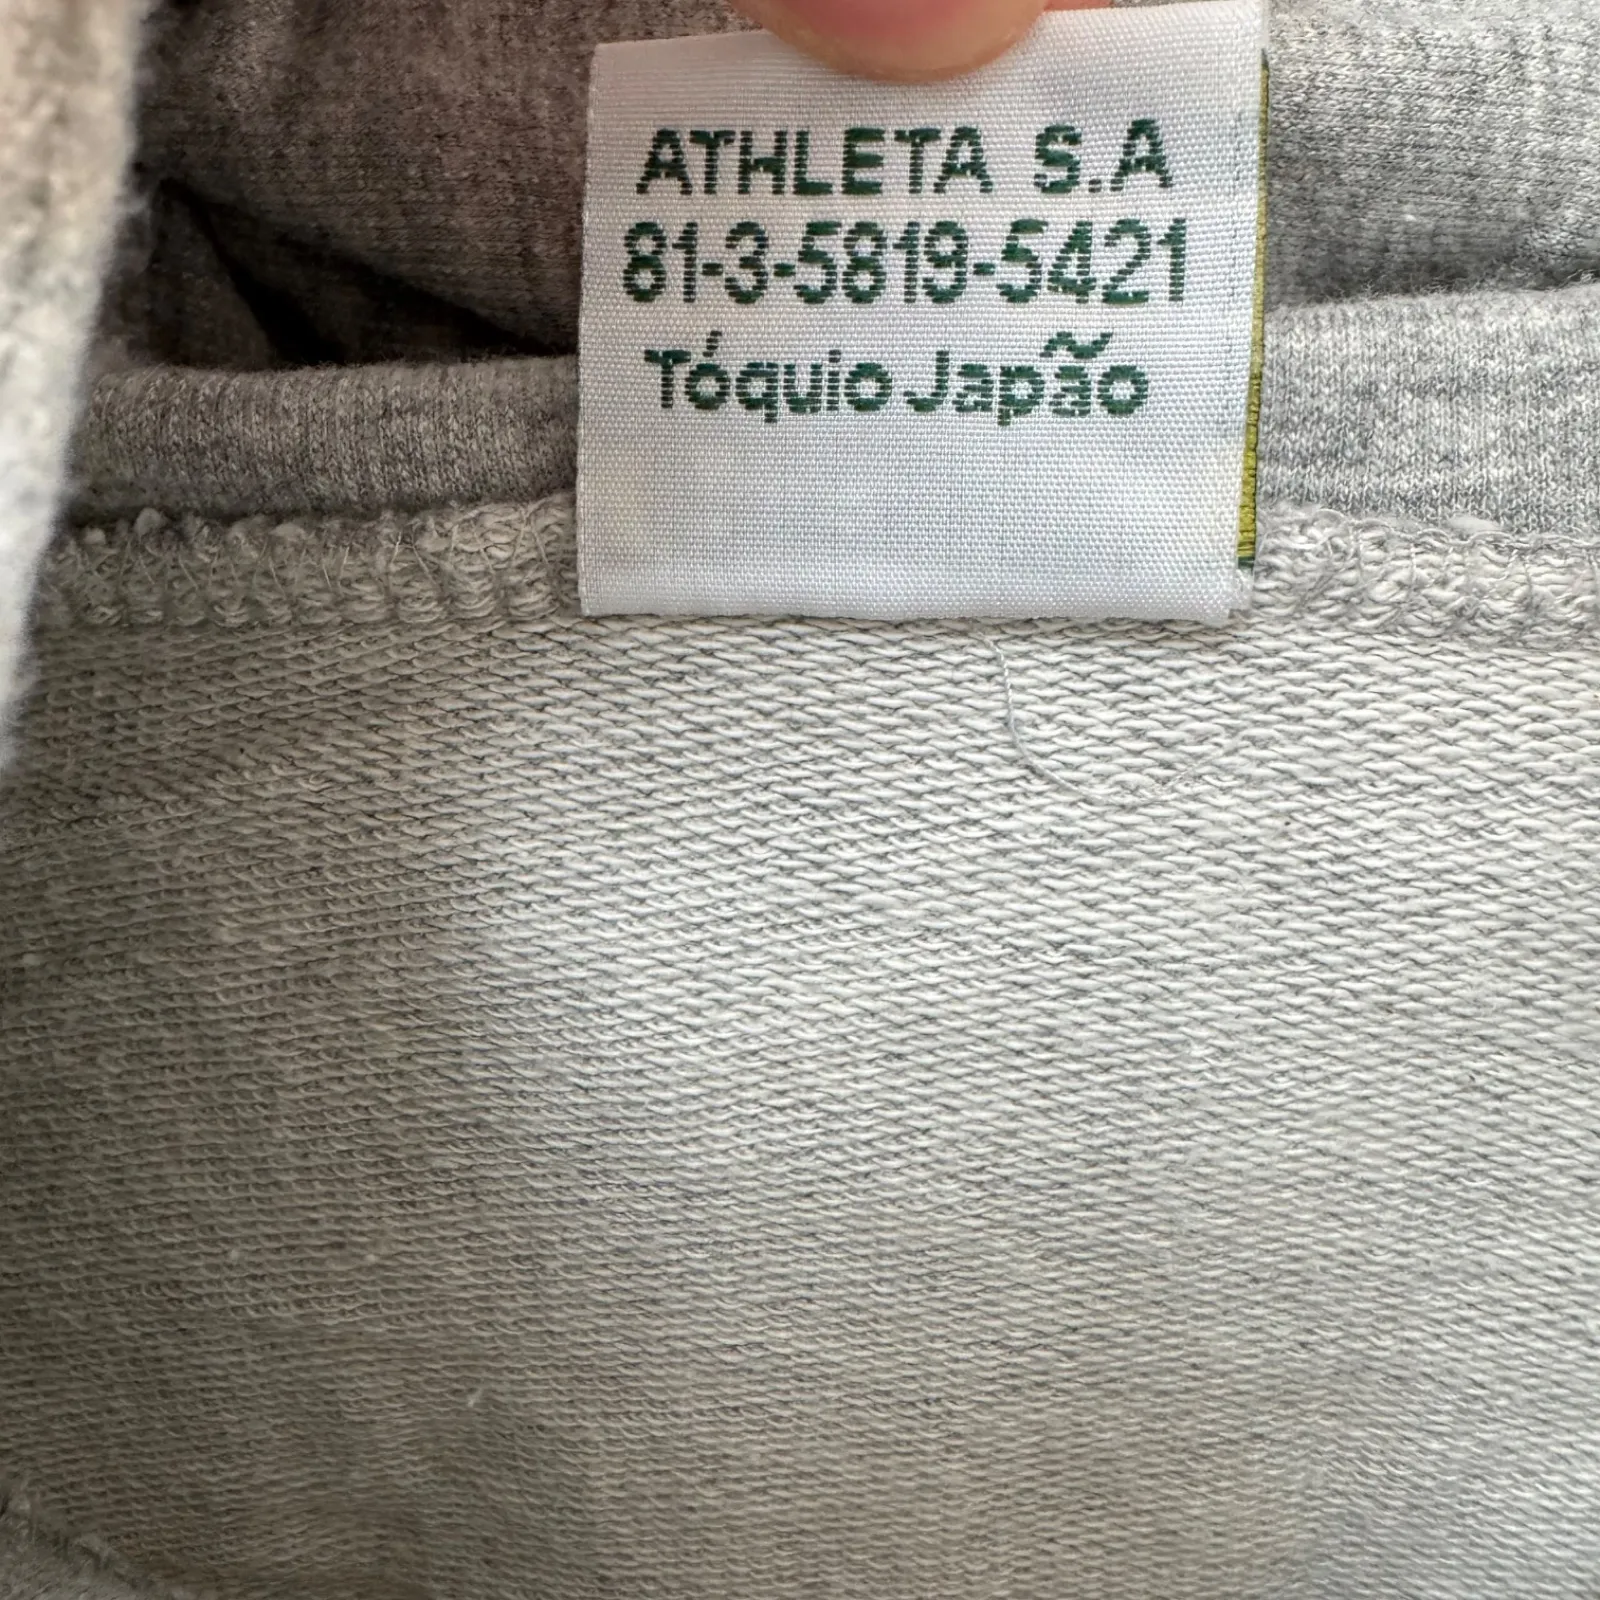 ATHLETA S.A
81-3-5819-5421
Tóquio Japão